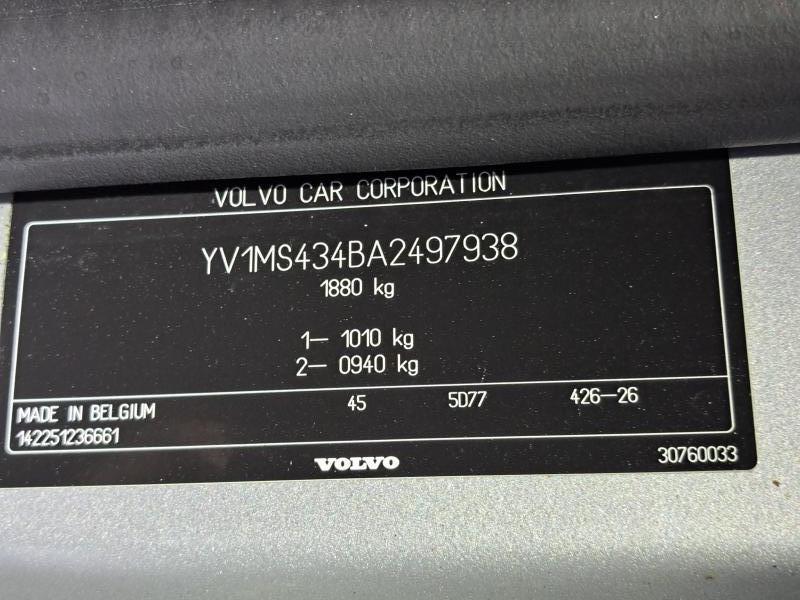 VOLVO CAR CORPORATION
YV1MS434BA2497938
1880 kg
1– 1010 kg
2– 0940 kg
MADE IN BELGIUM 45 5D77 426–26
142251236661
VOLVO 30760033